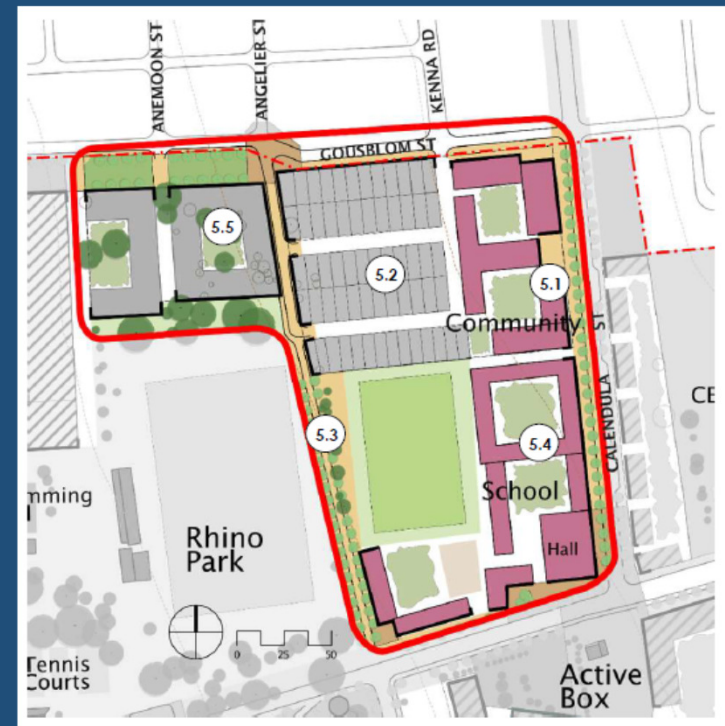 ANEMOON ST
ANGELIER ST
KENNA RD
GOUSBLOM ST
5.5
5.2
5.1
Community
ST
CALENDULA
CE
5.3
5.4
School
mming
Rhino
Park
Hall
0 25 50
Tennis
Courts
Active
Box